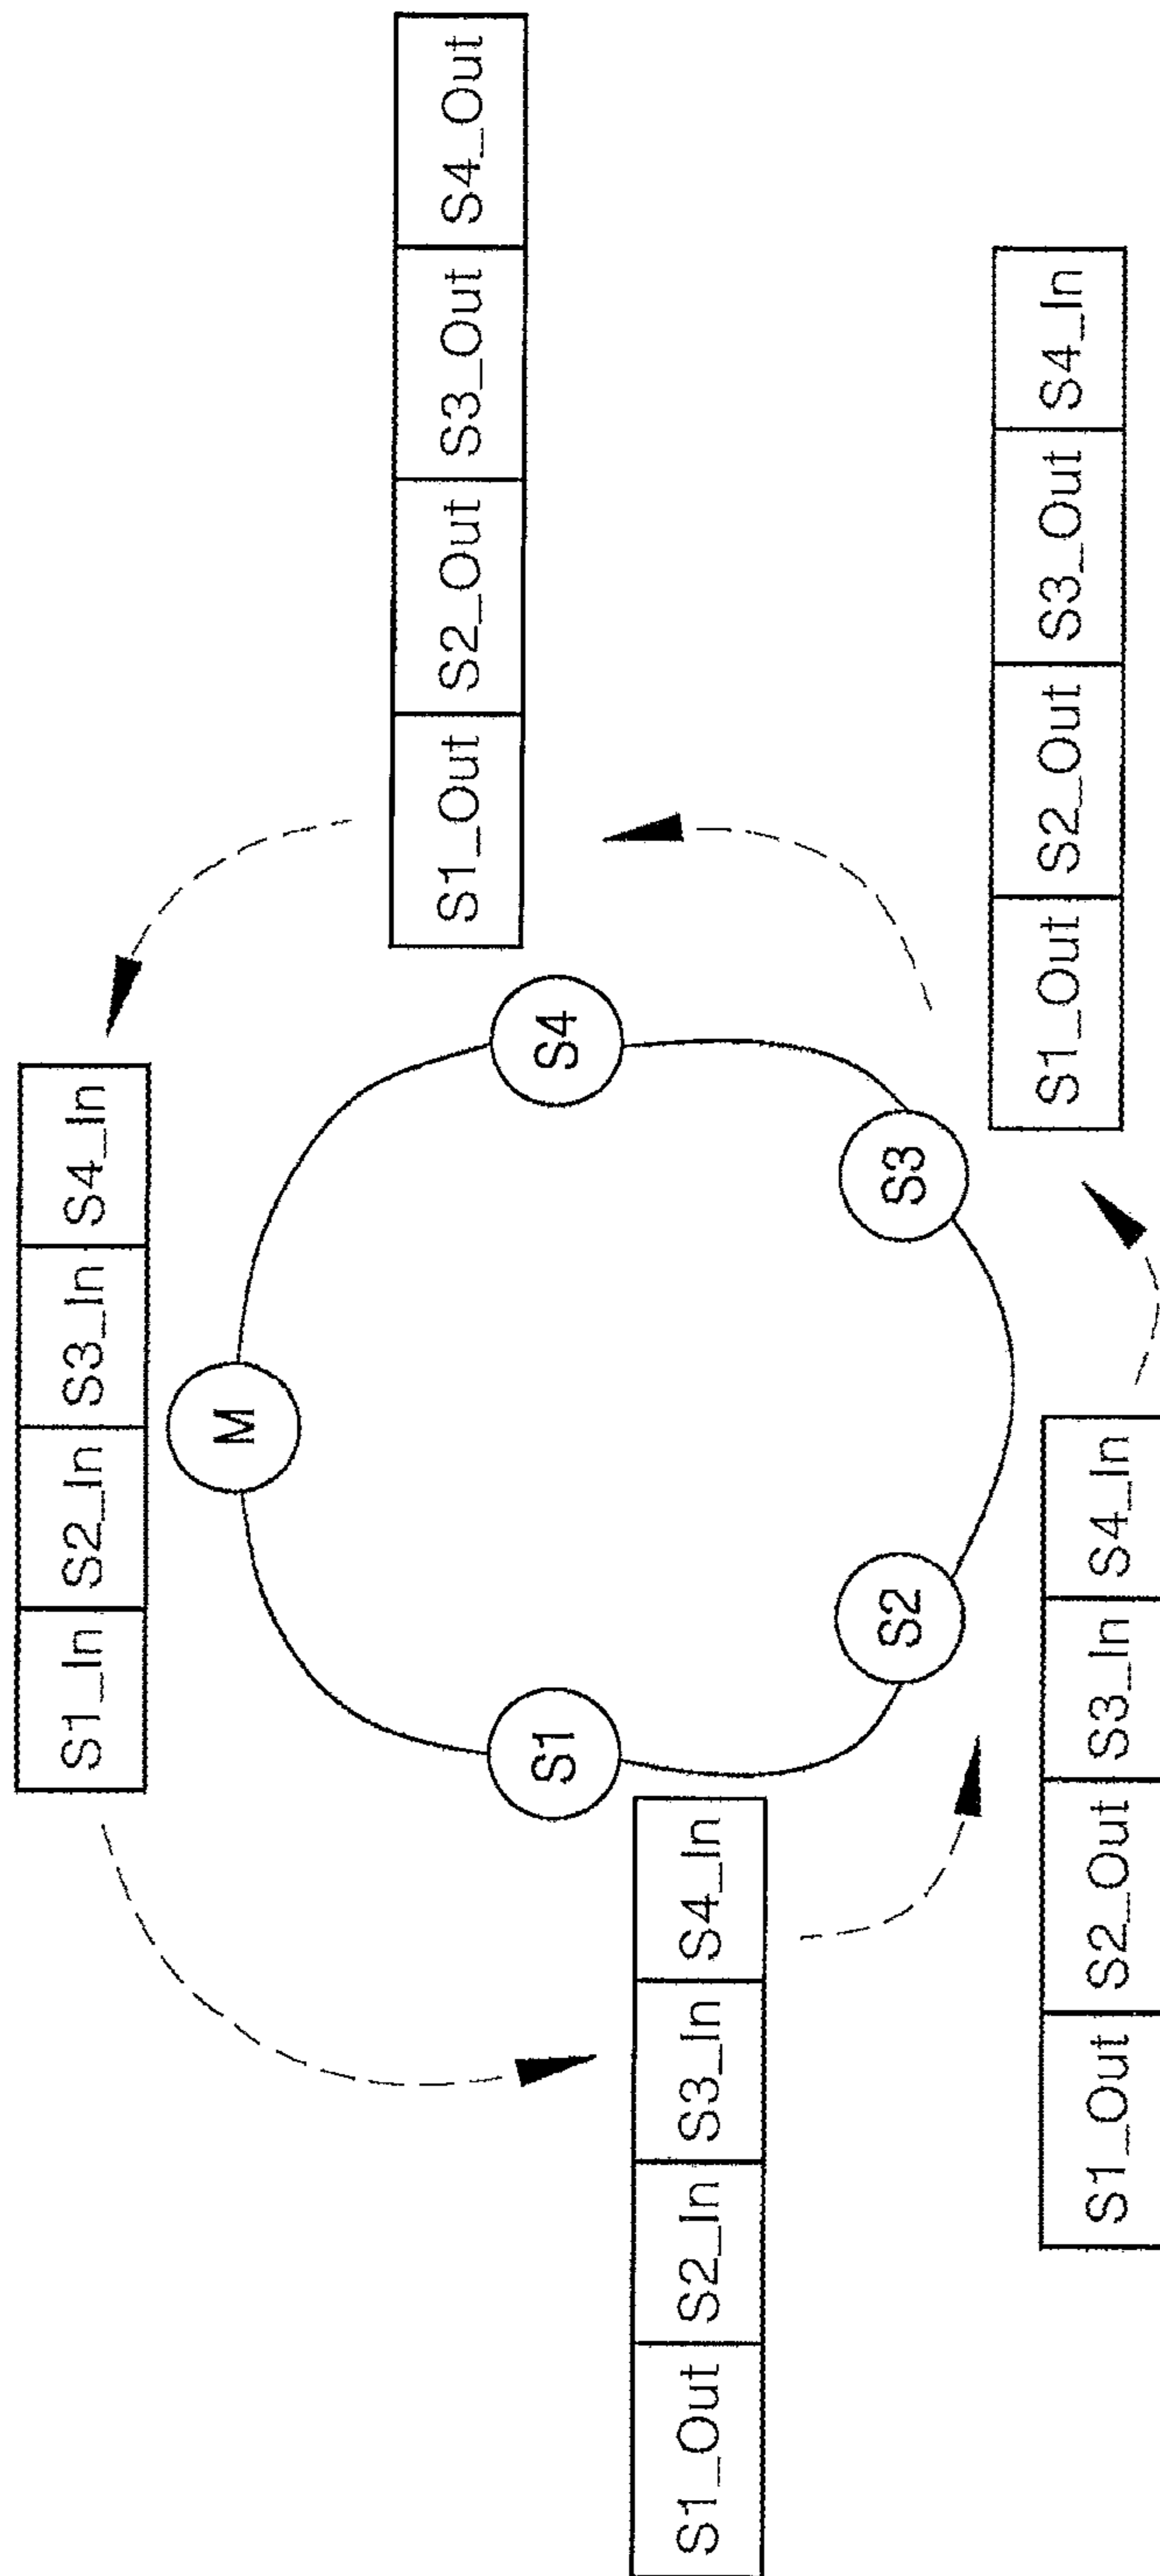 S1_In S2_In S3_In S4_In
M
S1_Out S2_Out S3_Out S4_Out
S1
S4
S1_Out S2_In S3_In S4_In
S2
S3
S1_Out S2_Out S3_Out S4_In
S1_Out S2_Out S3_In S4_In